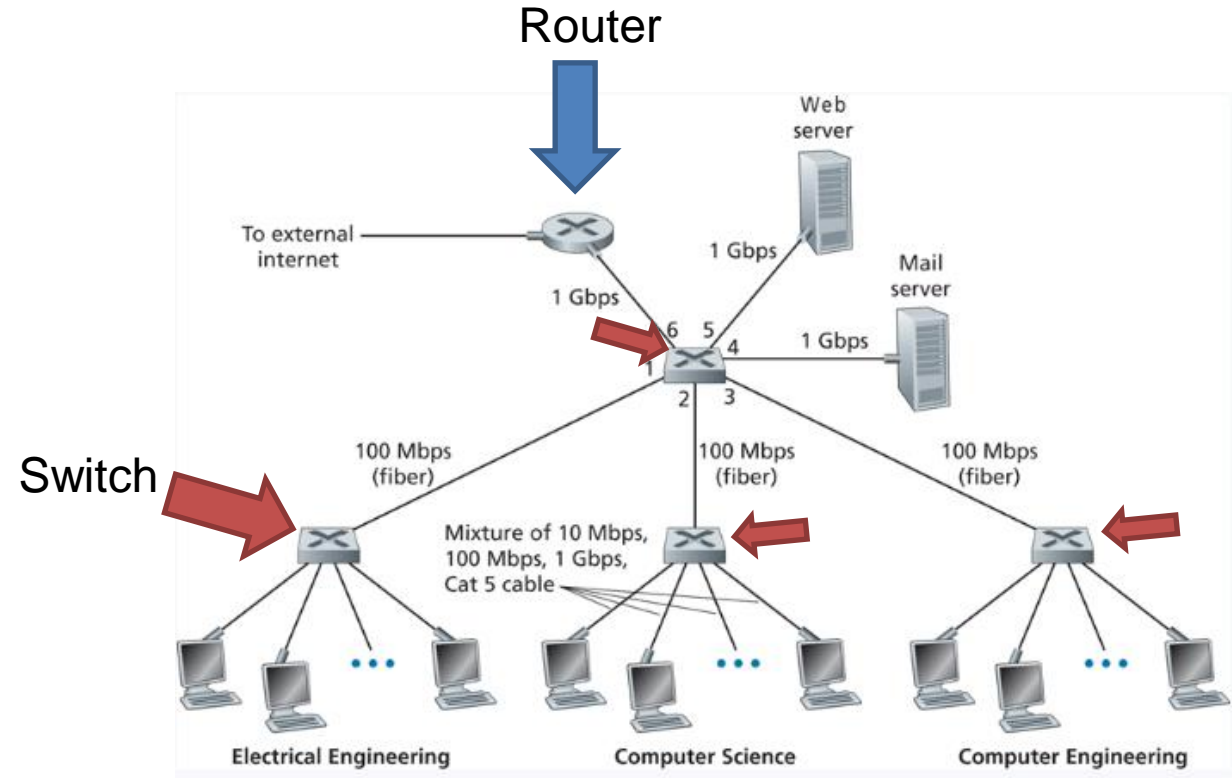 Router
Web
server
To external
internet
1 Gbps
Mail
server
1 Gbps
6
5
4
1 Gbps
1
2
3
100 Mbps
(fiber)
100 Mbps
(fiber)
100 Mbps
(fiber)
Switch
Mixture of 10 Mbps,
100 Mbps, 1 Gbps,
Cat 5 cable
Electrical Engineering
Computer Science
Computer Engineering